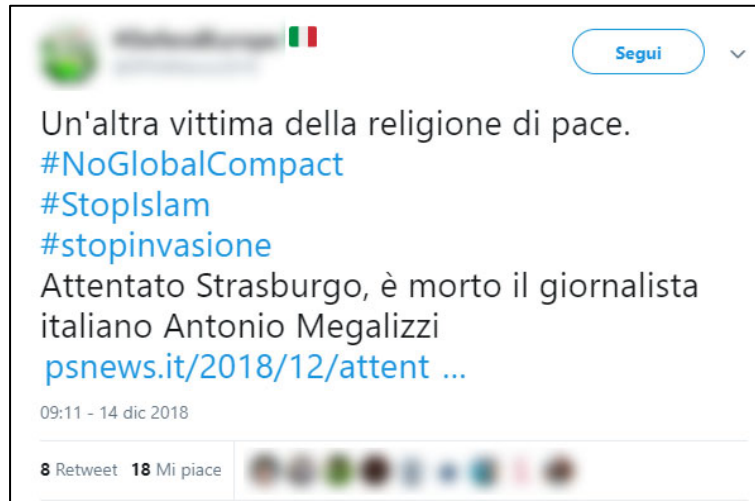 Segui
Un'altra vittima della religione di pace.
#NoGlobalCompact
#StopIslam
#stopinvasione
Attentato Strasburgo, è morto il giornalista
italiano Antonio Megalizzi
psnews.it/2018/12/attent ...
09:11 - 14 dic 2018
8 Retweet 18 Mi piace